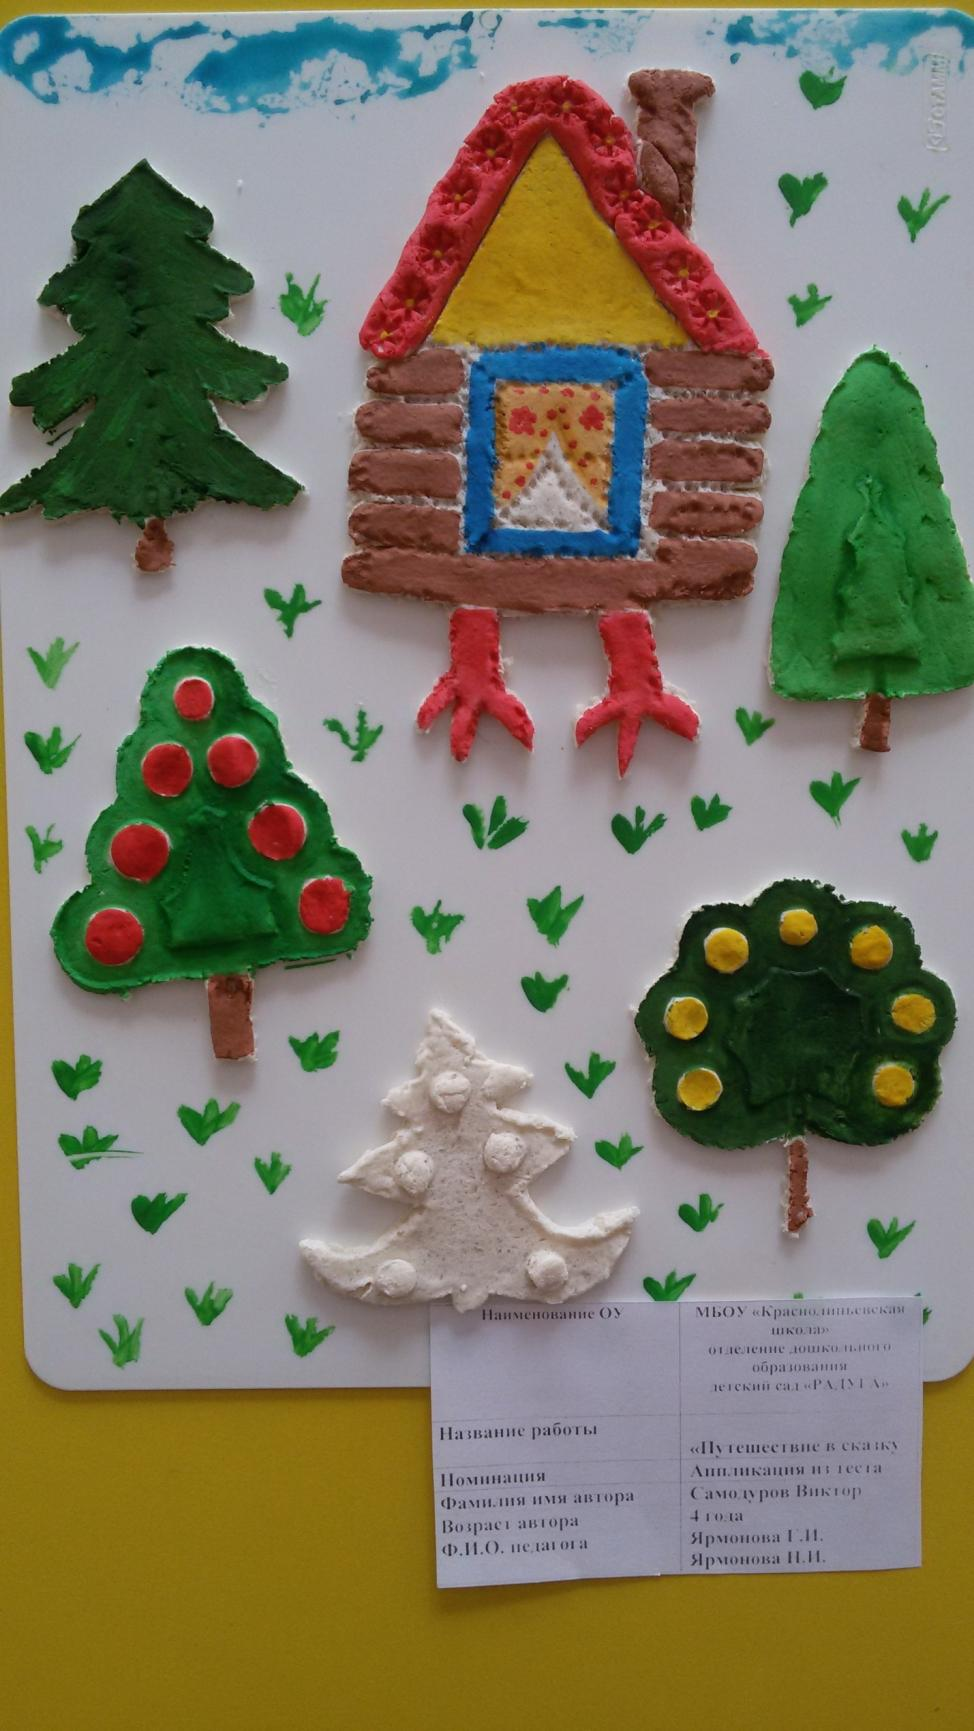 Наименование ОУ
МБОУ «Краснолипьевская
школа»
отделение дошкольного
образования
детский сад «РАДУГА»
Название работы
«Путешествие в сказку
Номинация
Аппликация из теста
Фамилия имя автора
Самодуров Виктор
Возраст автора
4 года
Ф.И.О. педагога
Ярмонова Г.И.
Ярмонова Н.И.